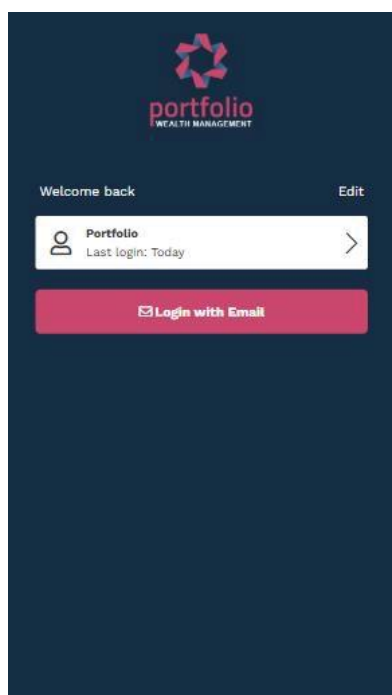 portfolio
WEALTH MANAGEMENT
Welcome back
Edit
Portfolio
Last login: Today
Login with Email